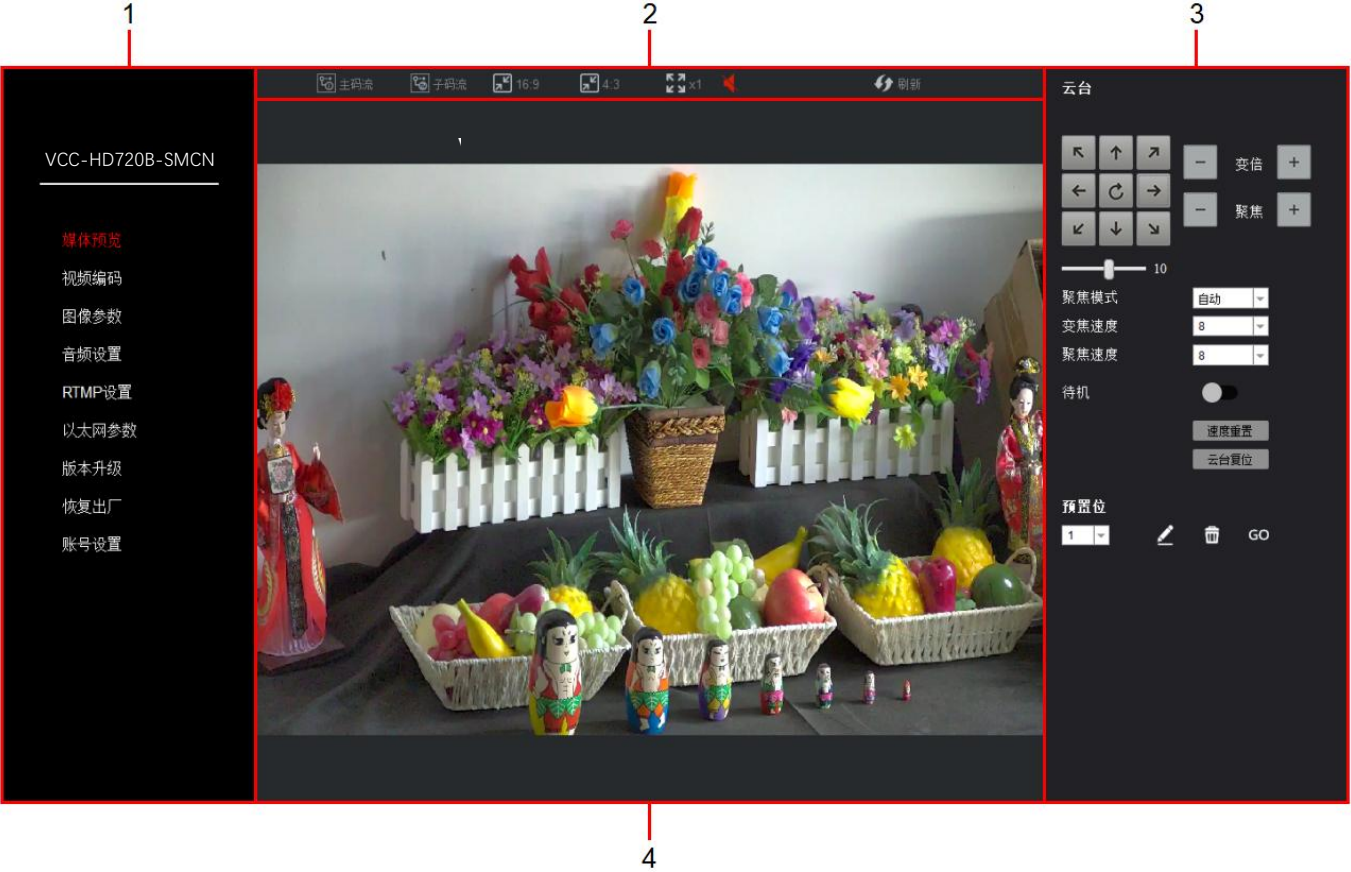 1
2
3
主码流 子码流 16:9 4:3 x1 刷新
VCC-HD720B-SMCN
媒体预览
视频编码
图像参数
音频设置
RTMP设置
以太网参数
版本升级
恢复出厂
账号设置
云台
- 变倍 +
- 聚焦 +
10
聚焦模式 自动
变焦速度 8
聚焦速度 8
待机
速度重置
云台复位
预置位
1 GO
4